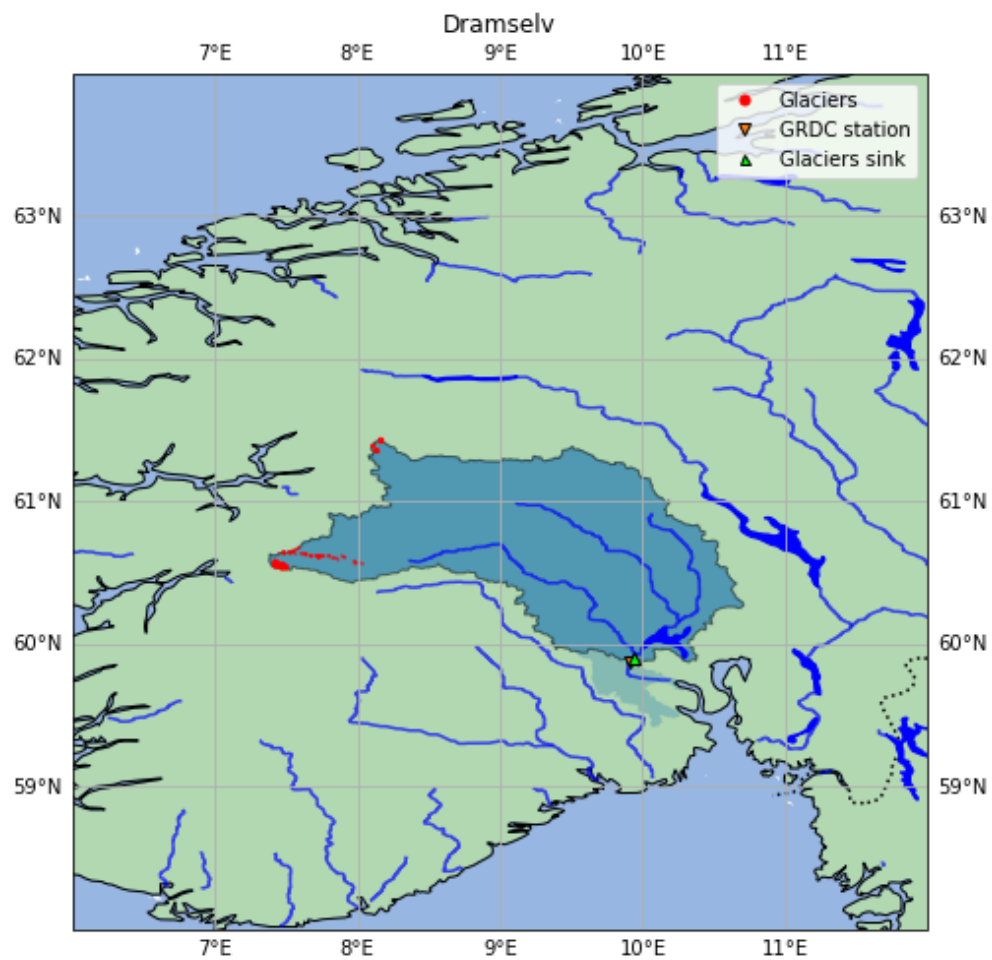 Dramselv
7°E 8°E 9°E 10°E 11°E
Glaciers
GRDC station
Glaciers sink
63°N 63°N
62°N 62°N
61°N 61°N
60°N 60°N
59°N 59°N
7°E 8°E 9°E 10°E 11°E